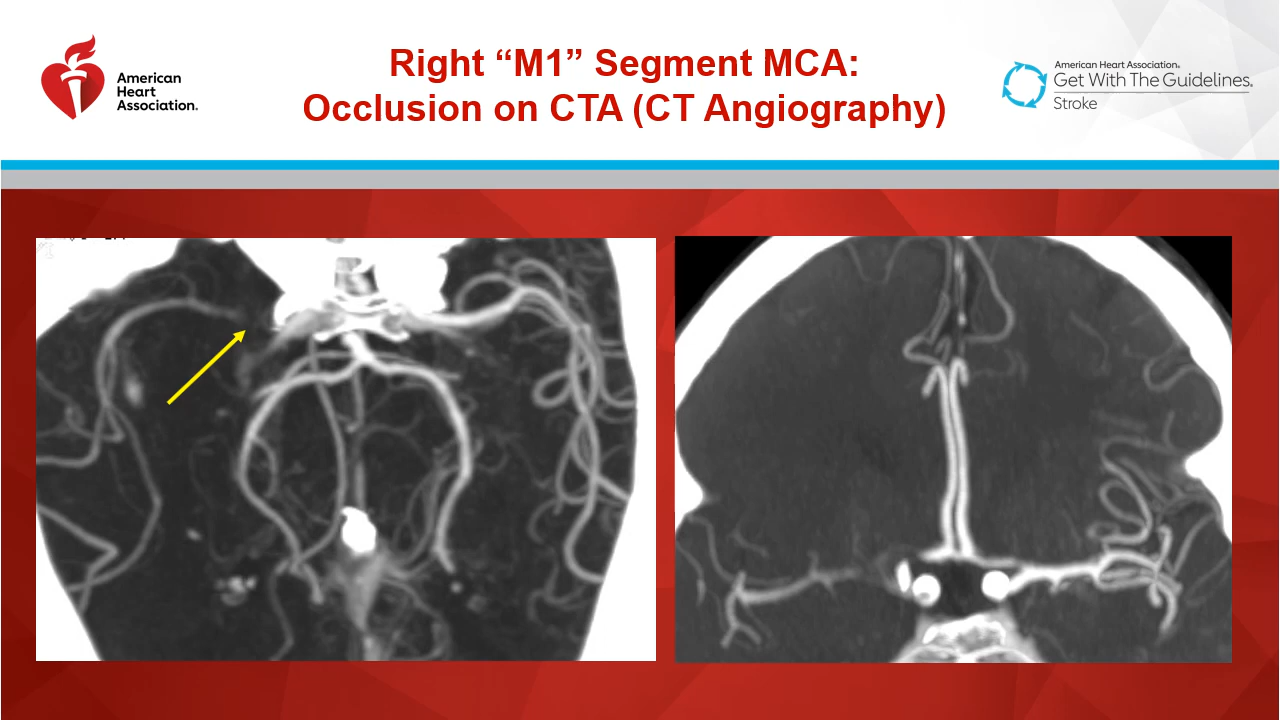 American
Heart
Association.
Right “M1” Segment MCA:
Occlusion on CTA (CT Angiography)
American Heart Association.
Get With The Guidelines.
Stroke